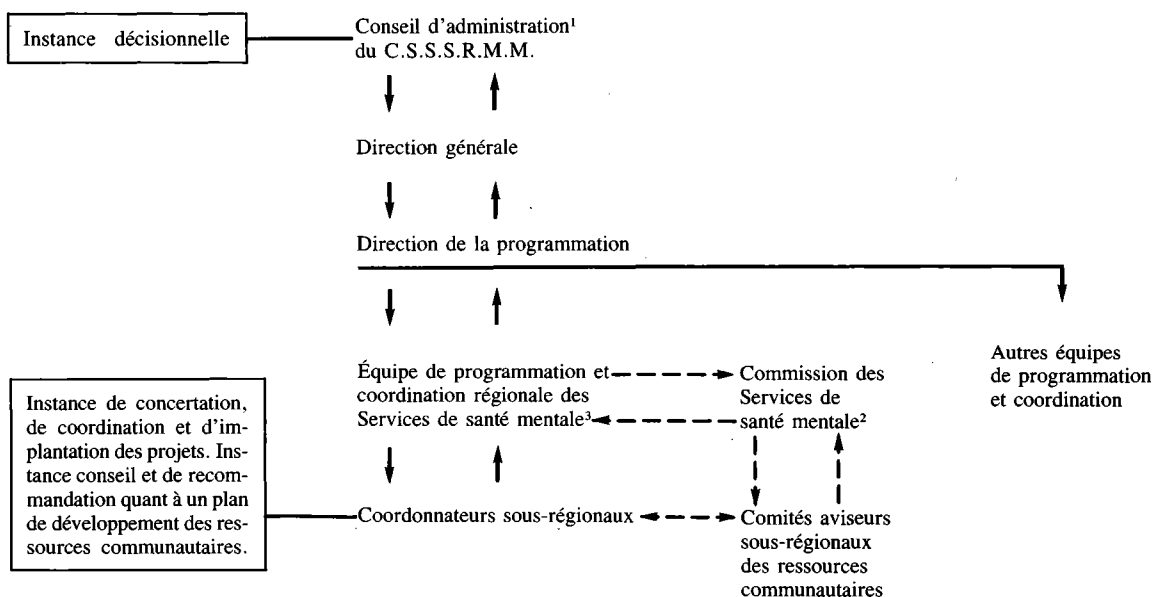 Instance décisionnelle
Conseil d'administration¹
du C.S.S.S.R.M.M.
Direction générale
Direction de la programmation
Équipe de programmation et
coordination régionale des
Services de santé mentale³
Commission des
Services de
santé mentale²
Autres équipes
de programmation
et coordination
Instance de concertation,
de coordination et d'im-
plantation des projets. Ins-
tance conseil et de recom-
mandation quant à un plan
de développement des res-
sources communautaires.
Coordonnateurs sous-régionaux
Comités aviseurs
sous-régionaux
des ressources
communautaires